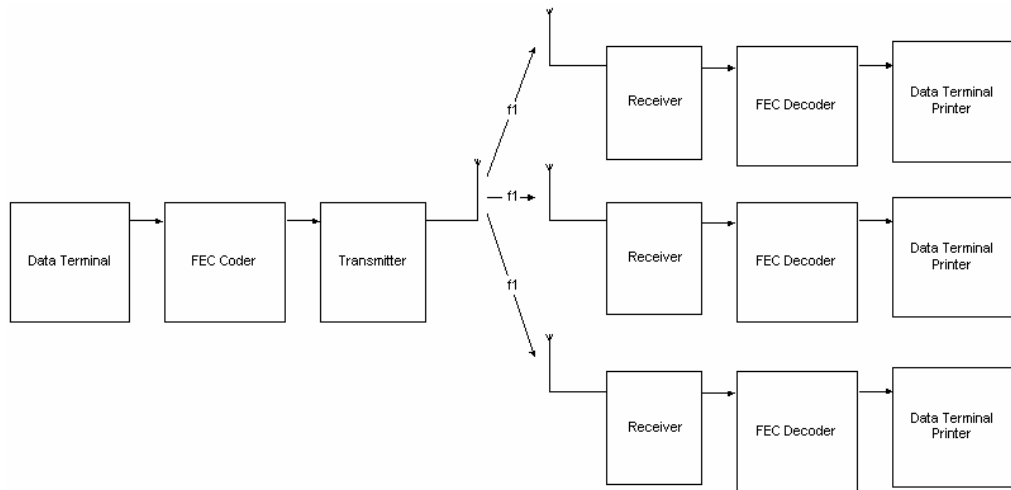 Data Terminal
FEC Coder
Transmitter
f1
f1
f1
Receiver
FEC Decoder
Data Terminal
Printer
Receiver
FEC Decoder
Data Terminal
Printer
Receiver
FEC Decoder
Data Terminal
Printer